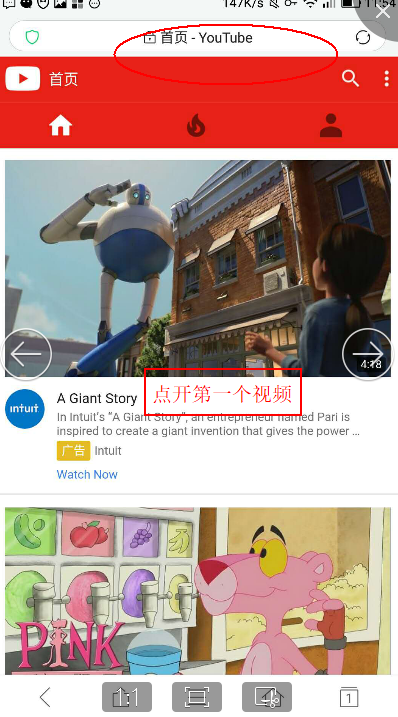 147K/s 11:54
首页 - YouTube
首页
4:18
点开第一个视频
A Giant Story
intuit
In Intuit's “A Giant Story”, an entrepreneur named Pari is
inspired to create a giant invention that gives the power ...
广告 Intuit
Watch Now
PINK
1:1
1